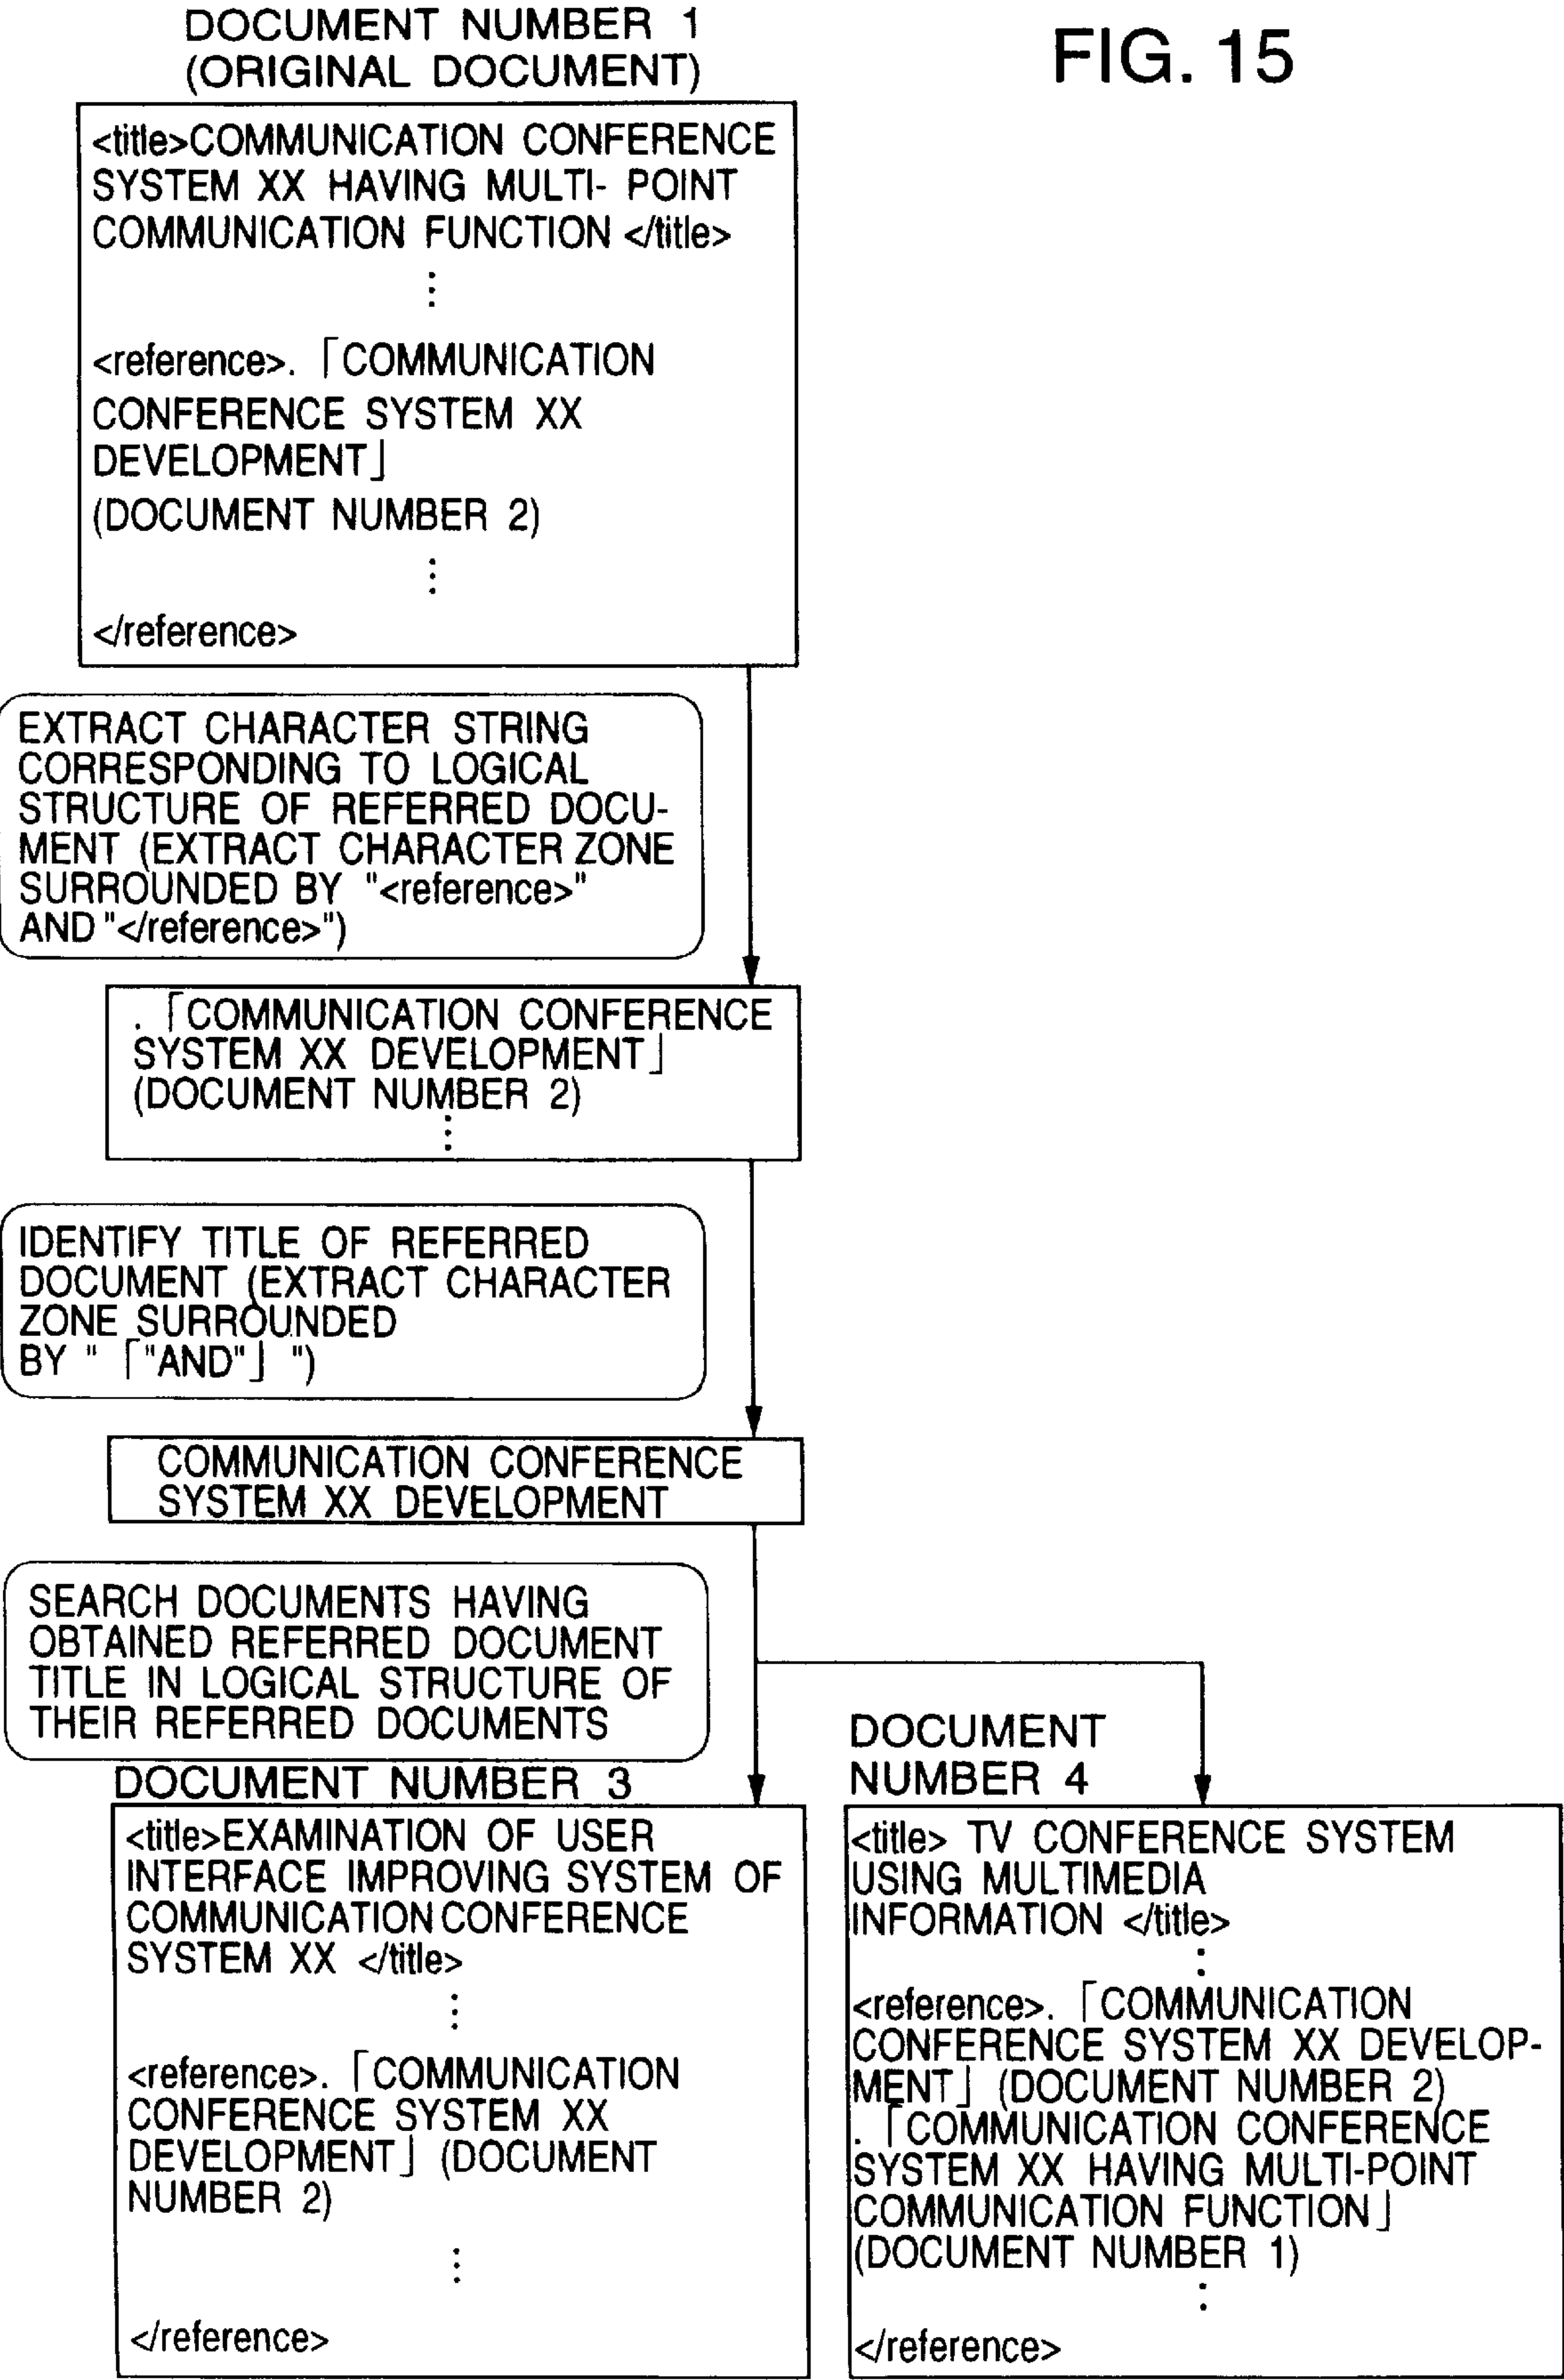 DOCUMENT NUMBER 1
(ORIGINAL DOCUMENT)
FIG. 15
<title>COMMUNICATION CONFERENCE
SYSTEM XX HAVING MULTI- POINT
COMMUNICATION FUNCTION </title>
⋮
<reference>. ｢COMMUNICATION
CONFERENCE SYSTEM XX
DEVELOPMENT｣
(DOCUMENT NUMBER 2)
⋮
</reference>
EXTRACT CHARACTER STRING
CORRESPONDING TO LOGICAL
STRUCTURE OF REFERRED DOCU-
MENT (EXTRACT CHARACTER ZONE
SURROUNDED BY "<reference>"
AND "</reference>")
. ｢COMMUNICATION CONFERENCE
SYSTEM XX DEVELOPMENT｣
(DOCUMENT NUMBER 2)
⋮
IDENTIFY TITLE OF REFERRED
DOCUMENT (EXTRACT CHARACTER
ZONE SURROUNDED
BY " ｢"AND"｣ ")
COMMUNICATION CONFERENCE
SYSTEM XX DEVELOPMENT
SEARCH DOCUMENTS HAVING
OBTAINED REFERRED DOCUMENT
TITLE IN LOGICAL STRUCTURE OF
THEIR REFERRED DOCUMENTS
DOCUMENT NUMBER 3
<title>EXAMINATION OF USER
INTERFACE IMPROVING SYSTEM OF
COMMUNICATION CONFERENCE
SYSTEM XX </title>
⋮
<reference>. ｢COMMUNICATION
CONFERENCE SYSTEM XX
DEVELOPMENT｣ (DOCUMENT
NUMBER 2)
⋮
</reference>
DOCUMENT
NUMBER 4
<title> TV CONFERENCE SYSTEM
USING MULTIMEDIA
INFORMATION </title>
:
<reference>. ｢COMMUNICATION
CONFERENCE SYSTEM XX DEVELOP-
MENT｣ (DOCUMENT NUMBER 2)
. ｢COMMUNICATION CONFERENCE
SYSTEM XX HAVING MULTI-POINT
COMMUNICATION FUNCTION｣
(DOCUMENT NUMBER 1)
:
</reference>